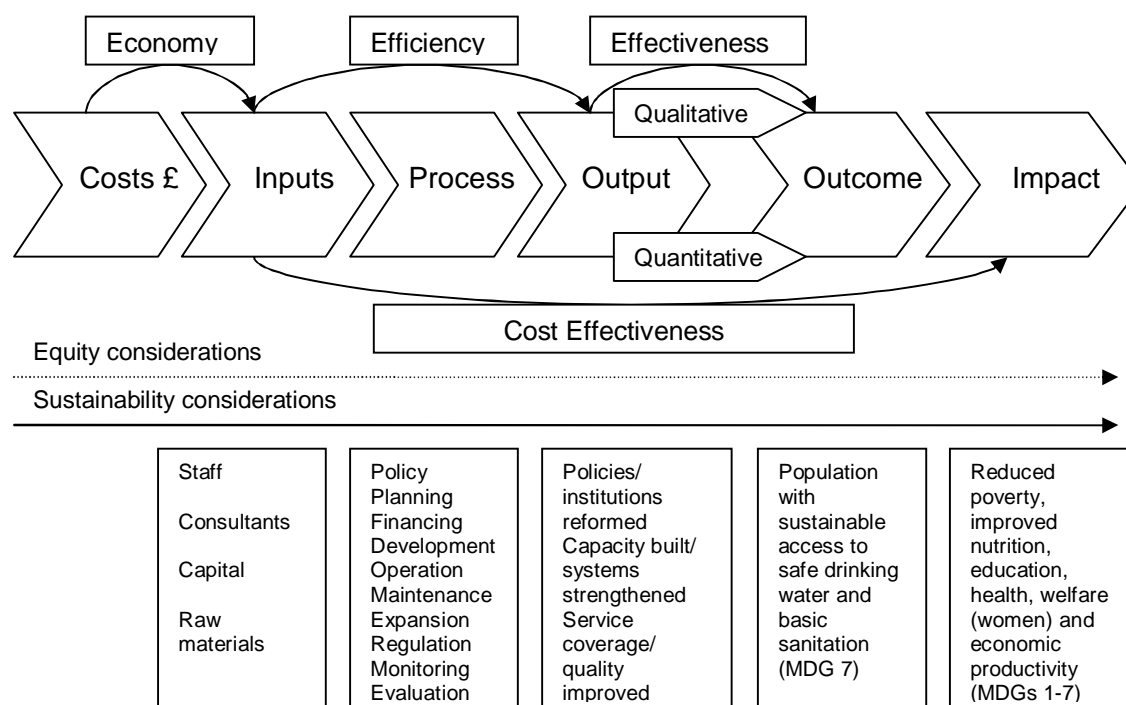 Economy
Efficiency
Effectiveness
Qualitative
Costs £
Inputs
Process
Output
Outcome
Impact
Quantitative
Cost Effectiveness
Equity considerations
Sustainability considerations
Staff
Consultants
Capital
Raw
materials
Policy
Planning
Financing
Development
Operation
Maintenance
Expansion
Regulation
Monitoring
Evaluation
Policies/
institutions
reformed
Capacity built/
systems
strengthened
Service
coverage/
quality
improved
Population
with
sustainable
access to
safe drinking
water and
basic
sanitation
(MDG 7)
Reduced
poverty,
improved
nutrition,
education,
health, welfare
(women) and
economic
productivity
(MDGs 1-7)